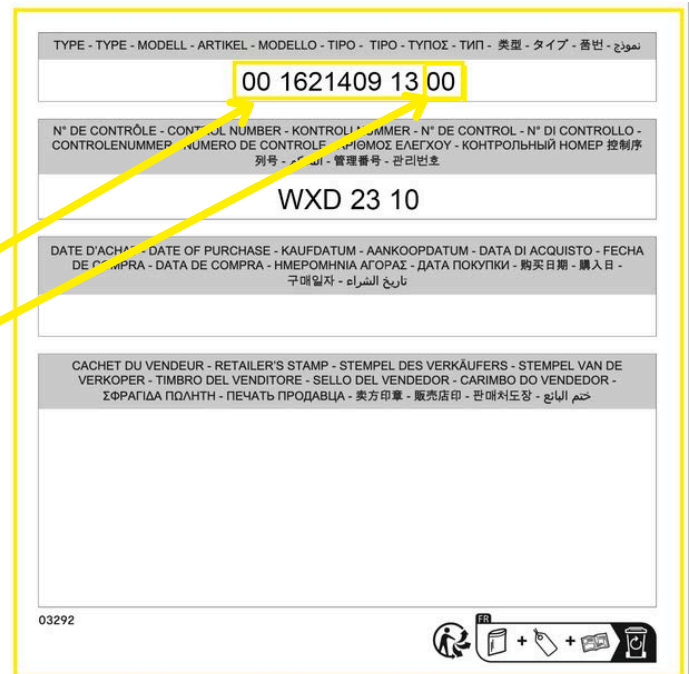 TYPE - TYPE - MODELL - ARTIKEL - MODELLO - TIPO - TIPO - ΤΥΠΟΣ - ТИП - 类型 - タイプ - 품번 - نموذج
00 1621409 13 00
N° DE CONTRÔLE - CONTROL NUMBER - KONTROLLNUMMER - N° DE CONTROL - N° DI CONTROLLO -
CONTROLENUMMER - NUMERO DE CONTROLE - ΑΡΙΘΜΟΣ ΕΛΕΓΧΟΥ - КОНТРОЛЬНЫЙ НОМЕР 控制序
列号 - - 管理番号 - 관리번호
WXD 23 10
DATE D'ACHAT - DATE OF PURCHASE - KAUFDATUM - AANKOOPDATUM - DATA DI ACQUISTO - FECHA
DE COMPRA - DATA DE COMPRA - ΗΜΕΡΟΜΗΝΙΑ ΑΓΟΡΑΣ - ДАТА ПОКУПКИ - 购买日期 - 購入日 -
구매일자 - تاريخ الشراء
CACHET DU VENDEUR - RETAILER'S STAMP - STEMPEL DES VERKÄUFERS - STEMPEL VAN DE
VERKOPER - TIMBRO DEL VENDITORE - SELLO DEL VENDEDOR - CARIMBO DO VENDEDOR -
ΣΦΡΑΓΙΔΑ ΠΩΛΗΤΗ - ПЕЧАТЬ ПРОДАВЦА - 卖方印章 - 販売店印 - 판매처도장 - ختم البائع
03292
FR